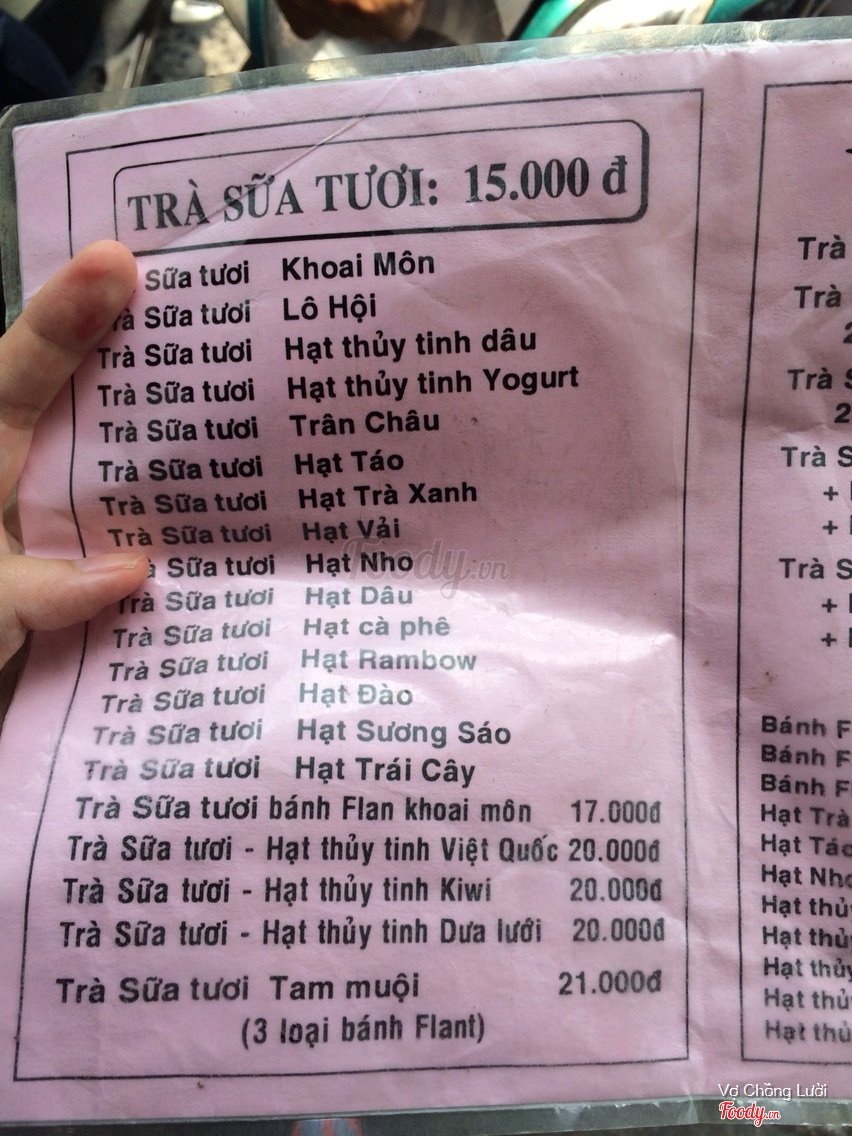 TRÀ SỮA TƯƠI: 15.000 đ
Sữa tươi Khoai Môn
Sữa tươi Lô Hội
Trà Sữa tươi Hạt thủy tinh dâu
Trà Sữa tươi Hạt thủy tinh Yogurt
Trà Sữa tươi Trân Châu
Trà Sữa tươi Hạt Táo
Trà Sữa tươi Hạt Trà Xanh
Trà Sữa tươi Hạt Vải
Sữa tươi Hạt Nho
Trà Sữa tươi Hạt Dâu
Trà Sữa tươi Hạt cà phê
Trà Sữa tươi Hạt Rambow
Trà Sữa tươi Hạt Đào
Trà Sữa tươi Hạt Sương Sáo
Trà Sữa tươi Hạt Trái Cây
Trà Sữa tươi bánh Flan khoai môn 17.000đ
Trà Sữa tươi - Hạt thủy tinh Việt Quốc 20.000đ
Trà Sữa tươi - Hạt thủy tinh Kiwi 20.000đ
Trà Sữa tươi - Hạt thủy tinh Dưa lưới 20.000đ
Trà Sữa tươi Tam muội 21.000đ
(3 loại bánh Flant)
Trà
Trà
Trà
Trà
+
+
Trà
+
+
Bánh
Bánh
Bánh
Hạt Trà
Hạt Táo
Hạt Nho
Hạt
Hạt
Hạt
Hạt
Hạt
Foody.vn
Vợ Chồng Lười
Foody.vn